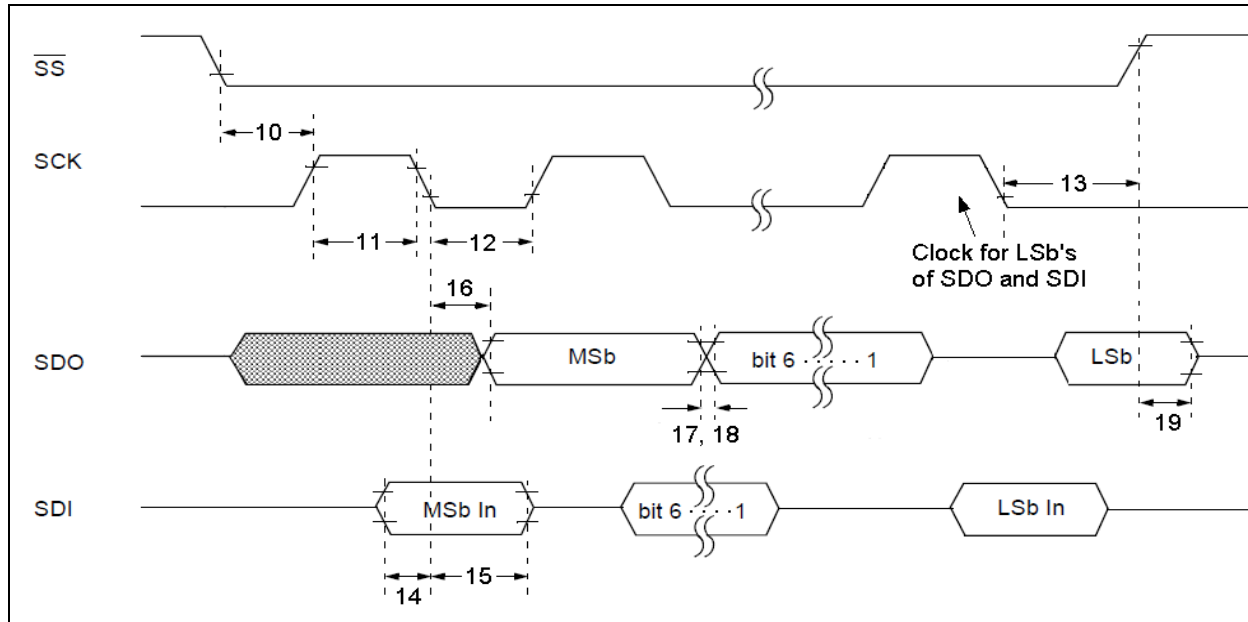 S̅S̅
10
SCK
11
12
13
Clock for LSb's
of SDO and SDI
16
SDO
MSb
bit 6 · · · · · 1
LSb
17, 18
19
SDI
MSb In
bit 6 · · · · 1
LSb In
14
15